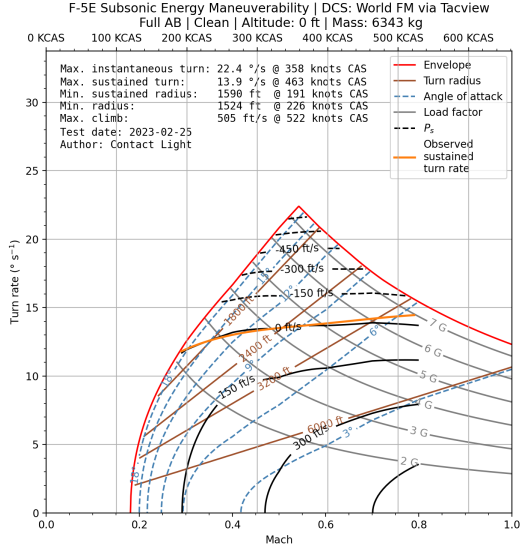 F-5E Subsonic Energy Maneuverability | DCS: World FM via Tacview
Full AB | Clean | Altitude: 0 ft | Mass: 6343 kg
0 KCAS 100 KCAS 200 KCAS 300 KCAS 400 KCAS 500 KCAS 600 KCAS
Max. instantaneous turn: 22.4 °/s @ 358 knots CAS
Max. sustained turn: 13.9 °/s @ 463 knots CAS
Min. sustained radius: 1590 ft @ 191 knots CAS
Min. radius: 1524 ft @ 226 knots CAS
Max. climb: 505 ft/s @ 522 knots CAS
Test date: 2023-02-25
Author: Contact Light
Envelope
Turn radius
Angle of attack
Load factor
Ps
Observed
sustained
turn rate
Turn rate (° s⁻¹)
30
25
20
15
10
5
0
-450 ft/s
-300 ft/s
-150 ft/s
0 ft/s
150 ft/s
300 ft/s
1800 ft
2400 ft
3200 ft
6000 ft
6°
3°
7 G
6 G
5 G
G
3 G
2 G
0.0 0.2 0.4 0.6 0.8 1.0
Mach